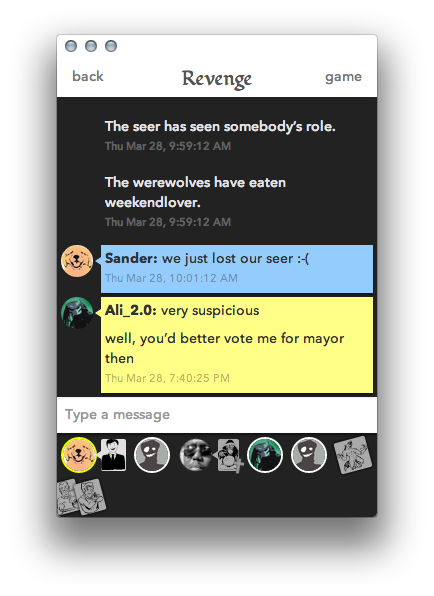 back Revenge game
The seer has seen somebody's role.
Thu Mar 28, 9:59:12 AM
The werewolves have eaten
weekendlover.
Thu Mar 28, 9:59:12 AM
Sander: we just lost our seer :-(
Thu Mar 28, 10:01:12 AM
Ali_2.0: very suspicious
well, you'd better vote me for mayor
then
Thu Mar 28, 7:40:25 PM
Type a message